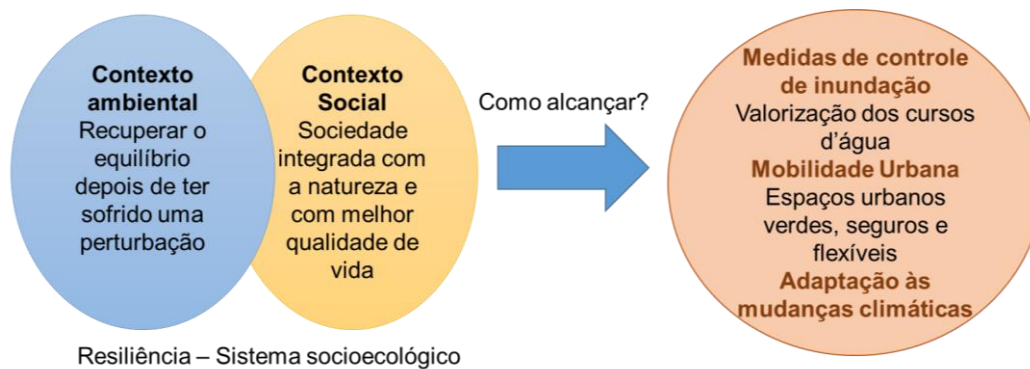 Contexto
ambiental
Recuperar o
equilíbrio
depois de ter
sofrido uma
perturbação
Contexto
Social
Sociedade
integrada com
a natureza e
com melhor
qualidade de
vida
Como alcançar?
Medidas de controle
de inundação
Valorização dos cursos
d’água
Mobilidade Urbana
Espaços urbanos
verdes, seguros e
flexíveis
Adaptação às
mudanças climáticas
Resiliência – Sistema socioecológico